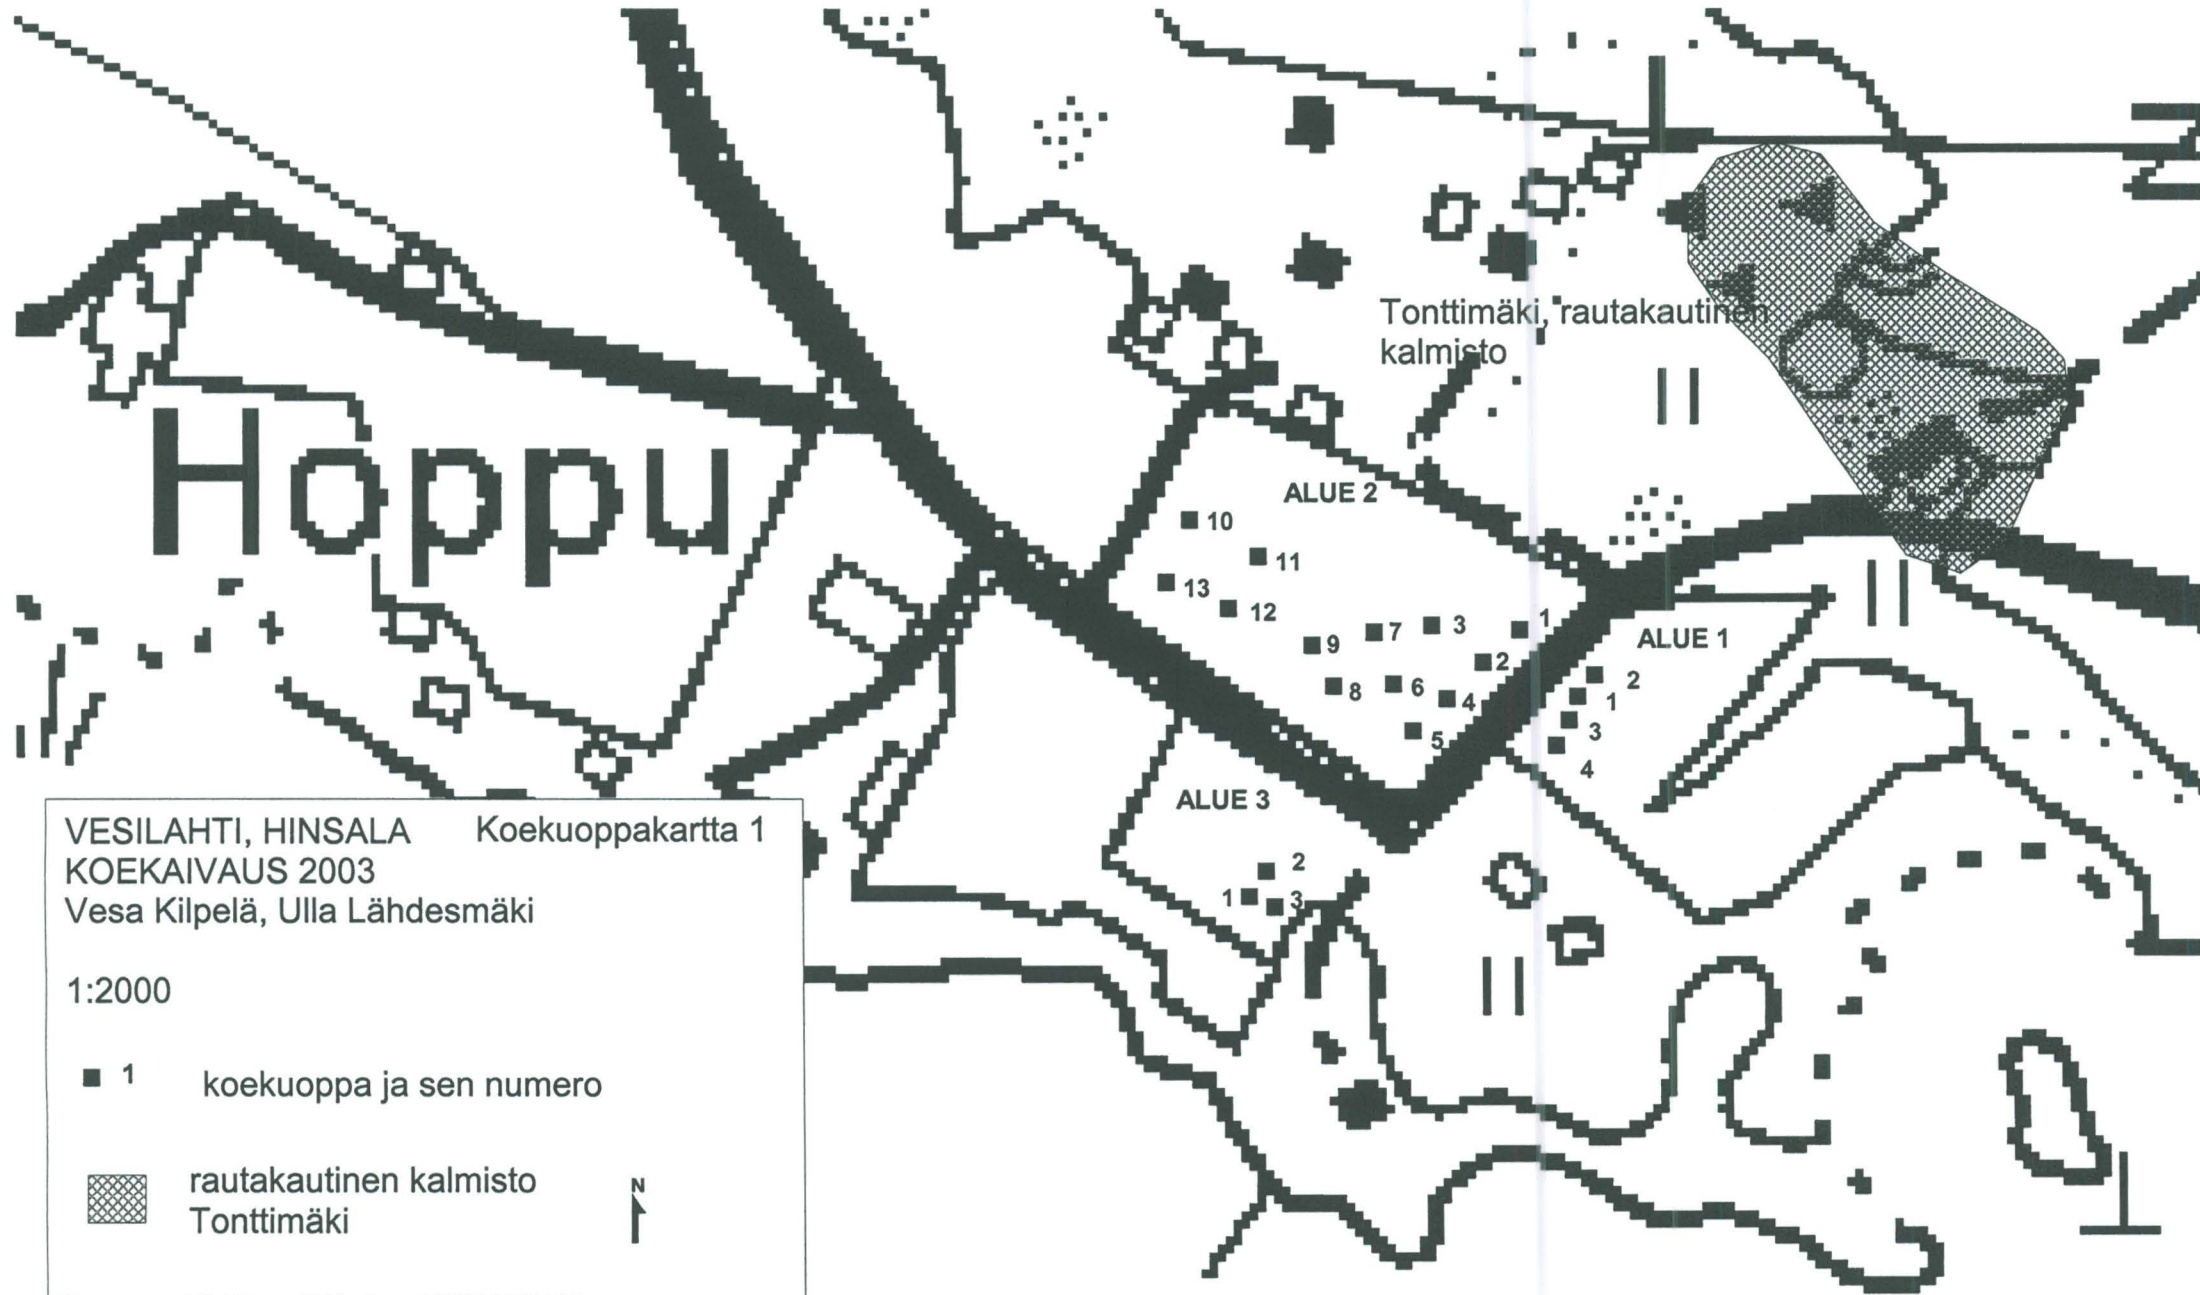 Tonttimäki, rautakautinen
kalmisto
Hoppu
ALUE 2
10
11
13
12
9
7
3
1
2
8
6
4
5
ALUE 1
2
1
3
4
ALUE 3
2
1
3
VESILAHTI, HINSALA Koekuoppakartta 1
KOEKAIVAUS 2003
Vesa Kilpelä, Ulla Lähdesmäki
1:2000
1 koekuoppa ja sen numero
rautakautinen kalmisto
Tonttimäki
N